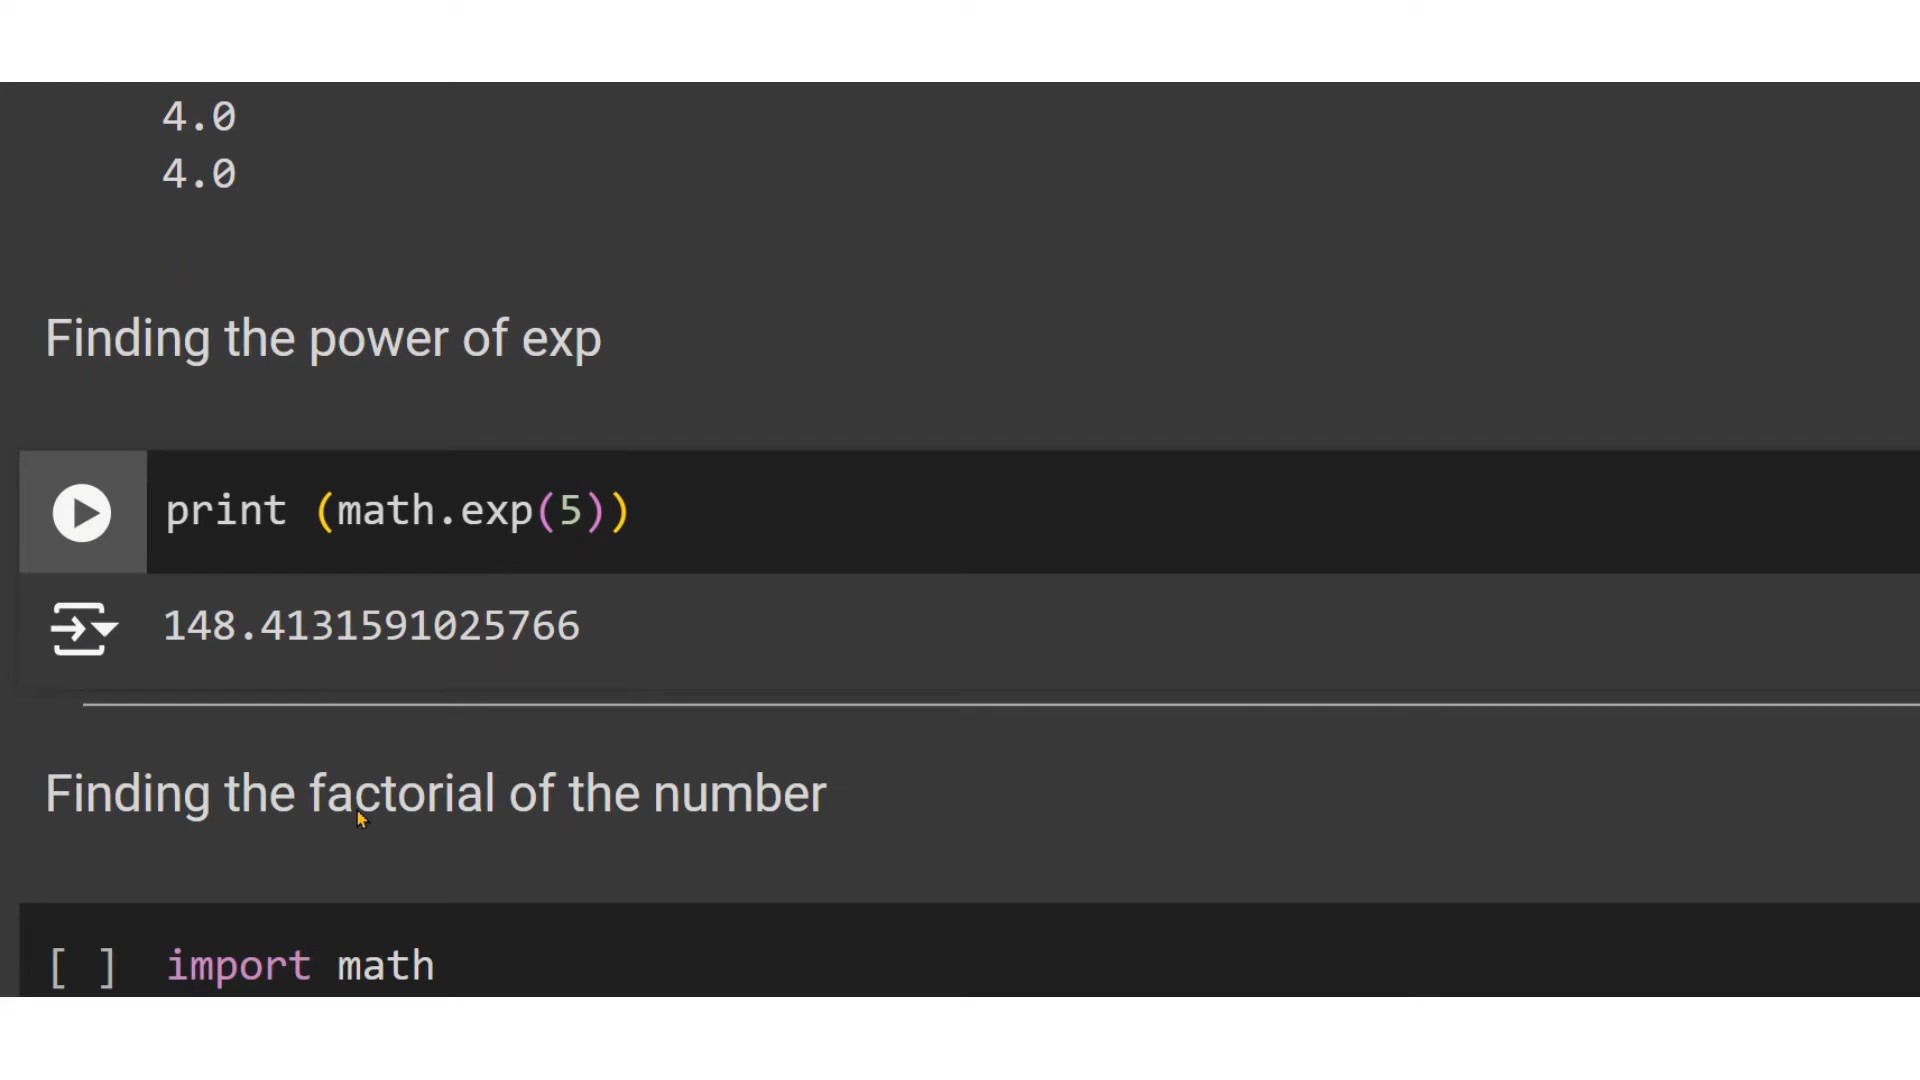 4.0
4.0
Finding the power of exp
print (math.exp(5))
148.4131591025766
Finding the factorial of the number
[ ] import math